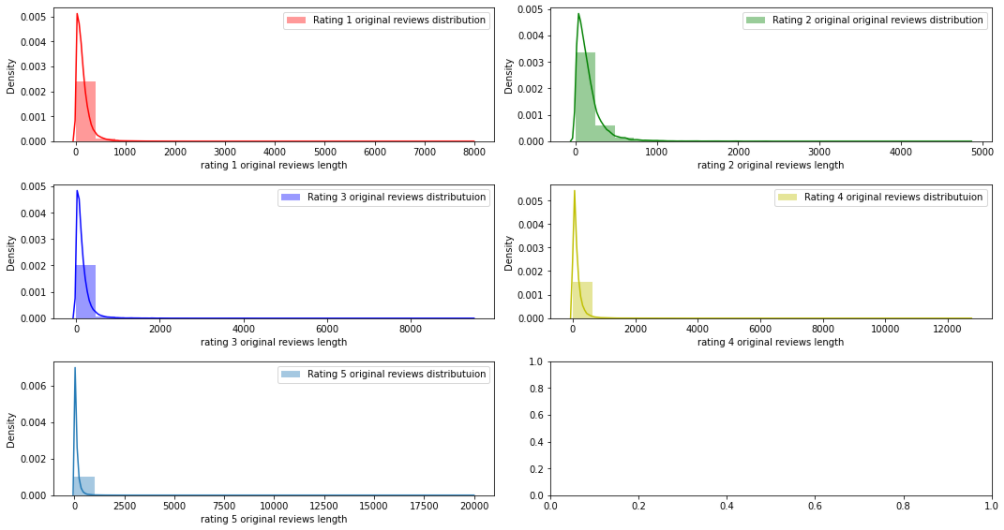 Rating 1 original reviews distribution
Density
0.005
0.004
0.003
0.002
0.001
0.000
0 1000 2000 3000 4000 5000 6000 7000 8000
rating 1 original reviews length
Rating 2 original original reviews distribution
Density
0.005
0.004
0.003
0.002
0.001
0.000
0 1000 2000 3000 4000 5000
rating 2 original reviews length
Rating 3 original reviews distributuion
Density
0.005
0.004
0.003
0.002
0.001
0.000
0 2000 4000 6000 8000
rating 3 original reviews length
Rating 4 original reviews distributuion
Density
0.005
0.004
0.003
0.002
0.001
0.000
0 2000 4000 6000 8000 10000 12000
rating 4 original reviews length
Rating 5 original reviews distributuion
Density
0.006
0.004
0.002
0.000
0 2500 5000 7500 10000 12500 15000 17500 20000
rating 5 original reviews length
1.0
0.8
0.6
0.4
0.2
0.0
0.0 0.2 0.4 0.6 0.8 1.0